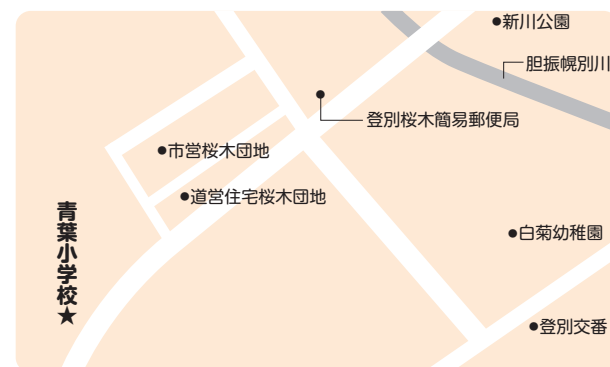 ●新川公園
胆振幌別川
登別桜木簡易郵便局
●市営桜木団地
●道営住宅桜木団地
青葉小学校★
●白菊幼稚園
●登別交番